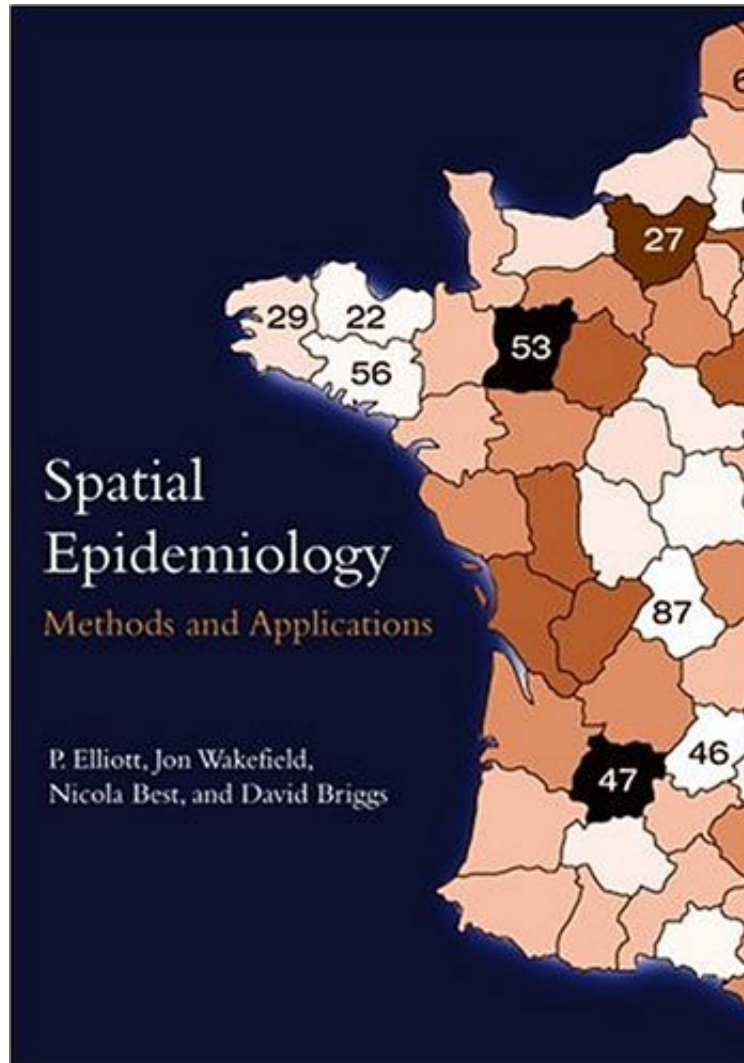 6
27
29
22
53
56
Spatial
Epidemiology
87
Methods and Applications
P. Elliott, Jon Wakefield,
46
Nicola Best, and David Briggs
47